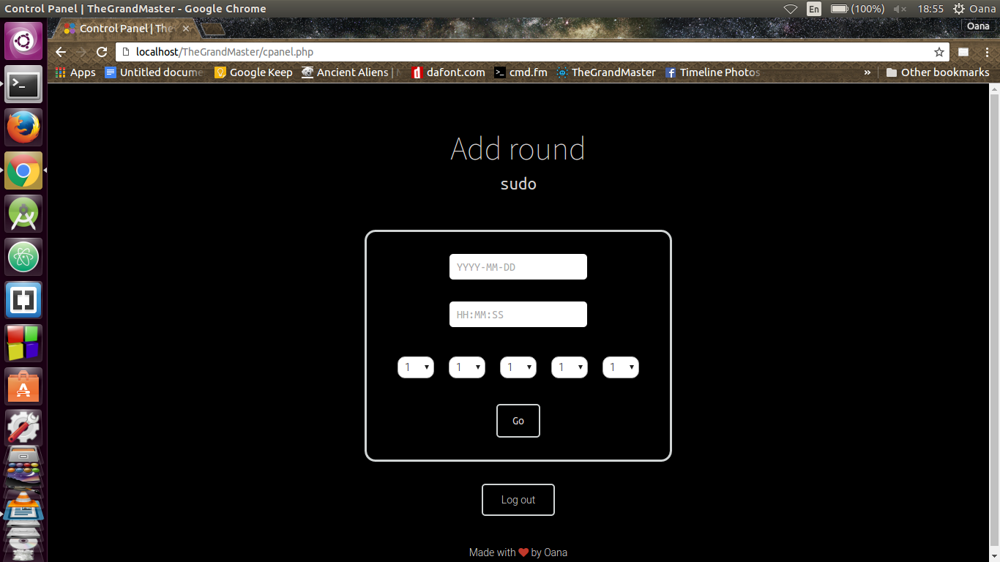 Control Panel | TheGrandMaster - Google Chrome
En (100%) 18:55 Oana
Control Panel | The
Oana
localhost/TheGrandMaster/cpanel.php
Apps Untitled docume Google Keep Ancient Aliens | dafont.com cmd.fm TheGrandMaster Timeline Photos » Other bookmarks
Add round
sudo
YYYY-MM-DD
HH:MM:SS
1 1 1 1 1
Go
Log out
Made with ❤ by Oana